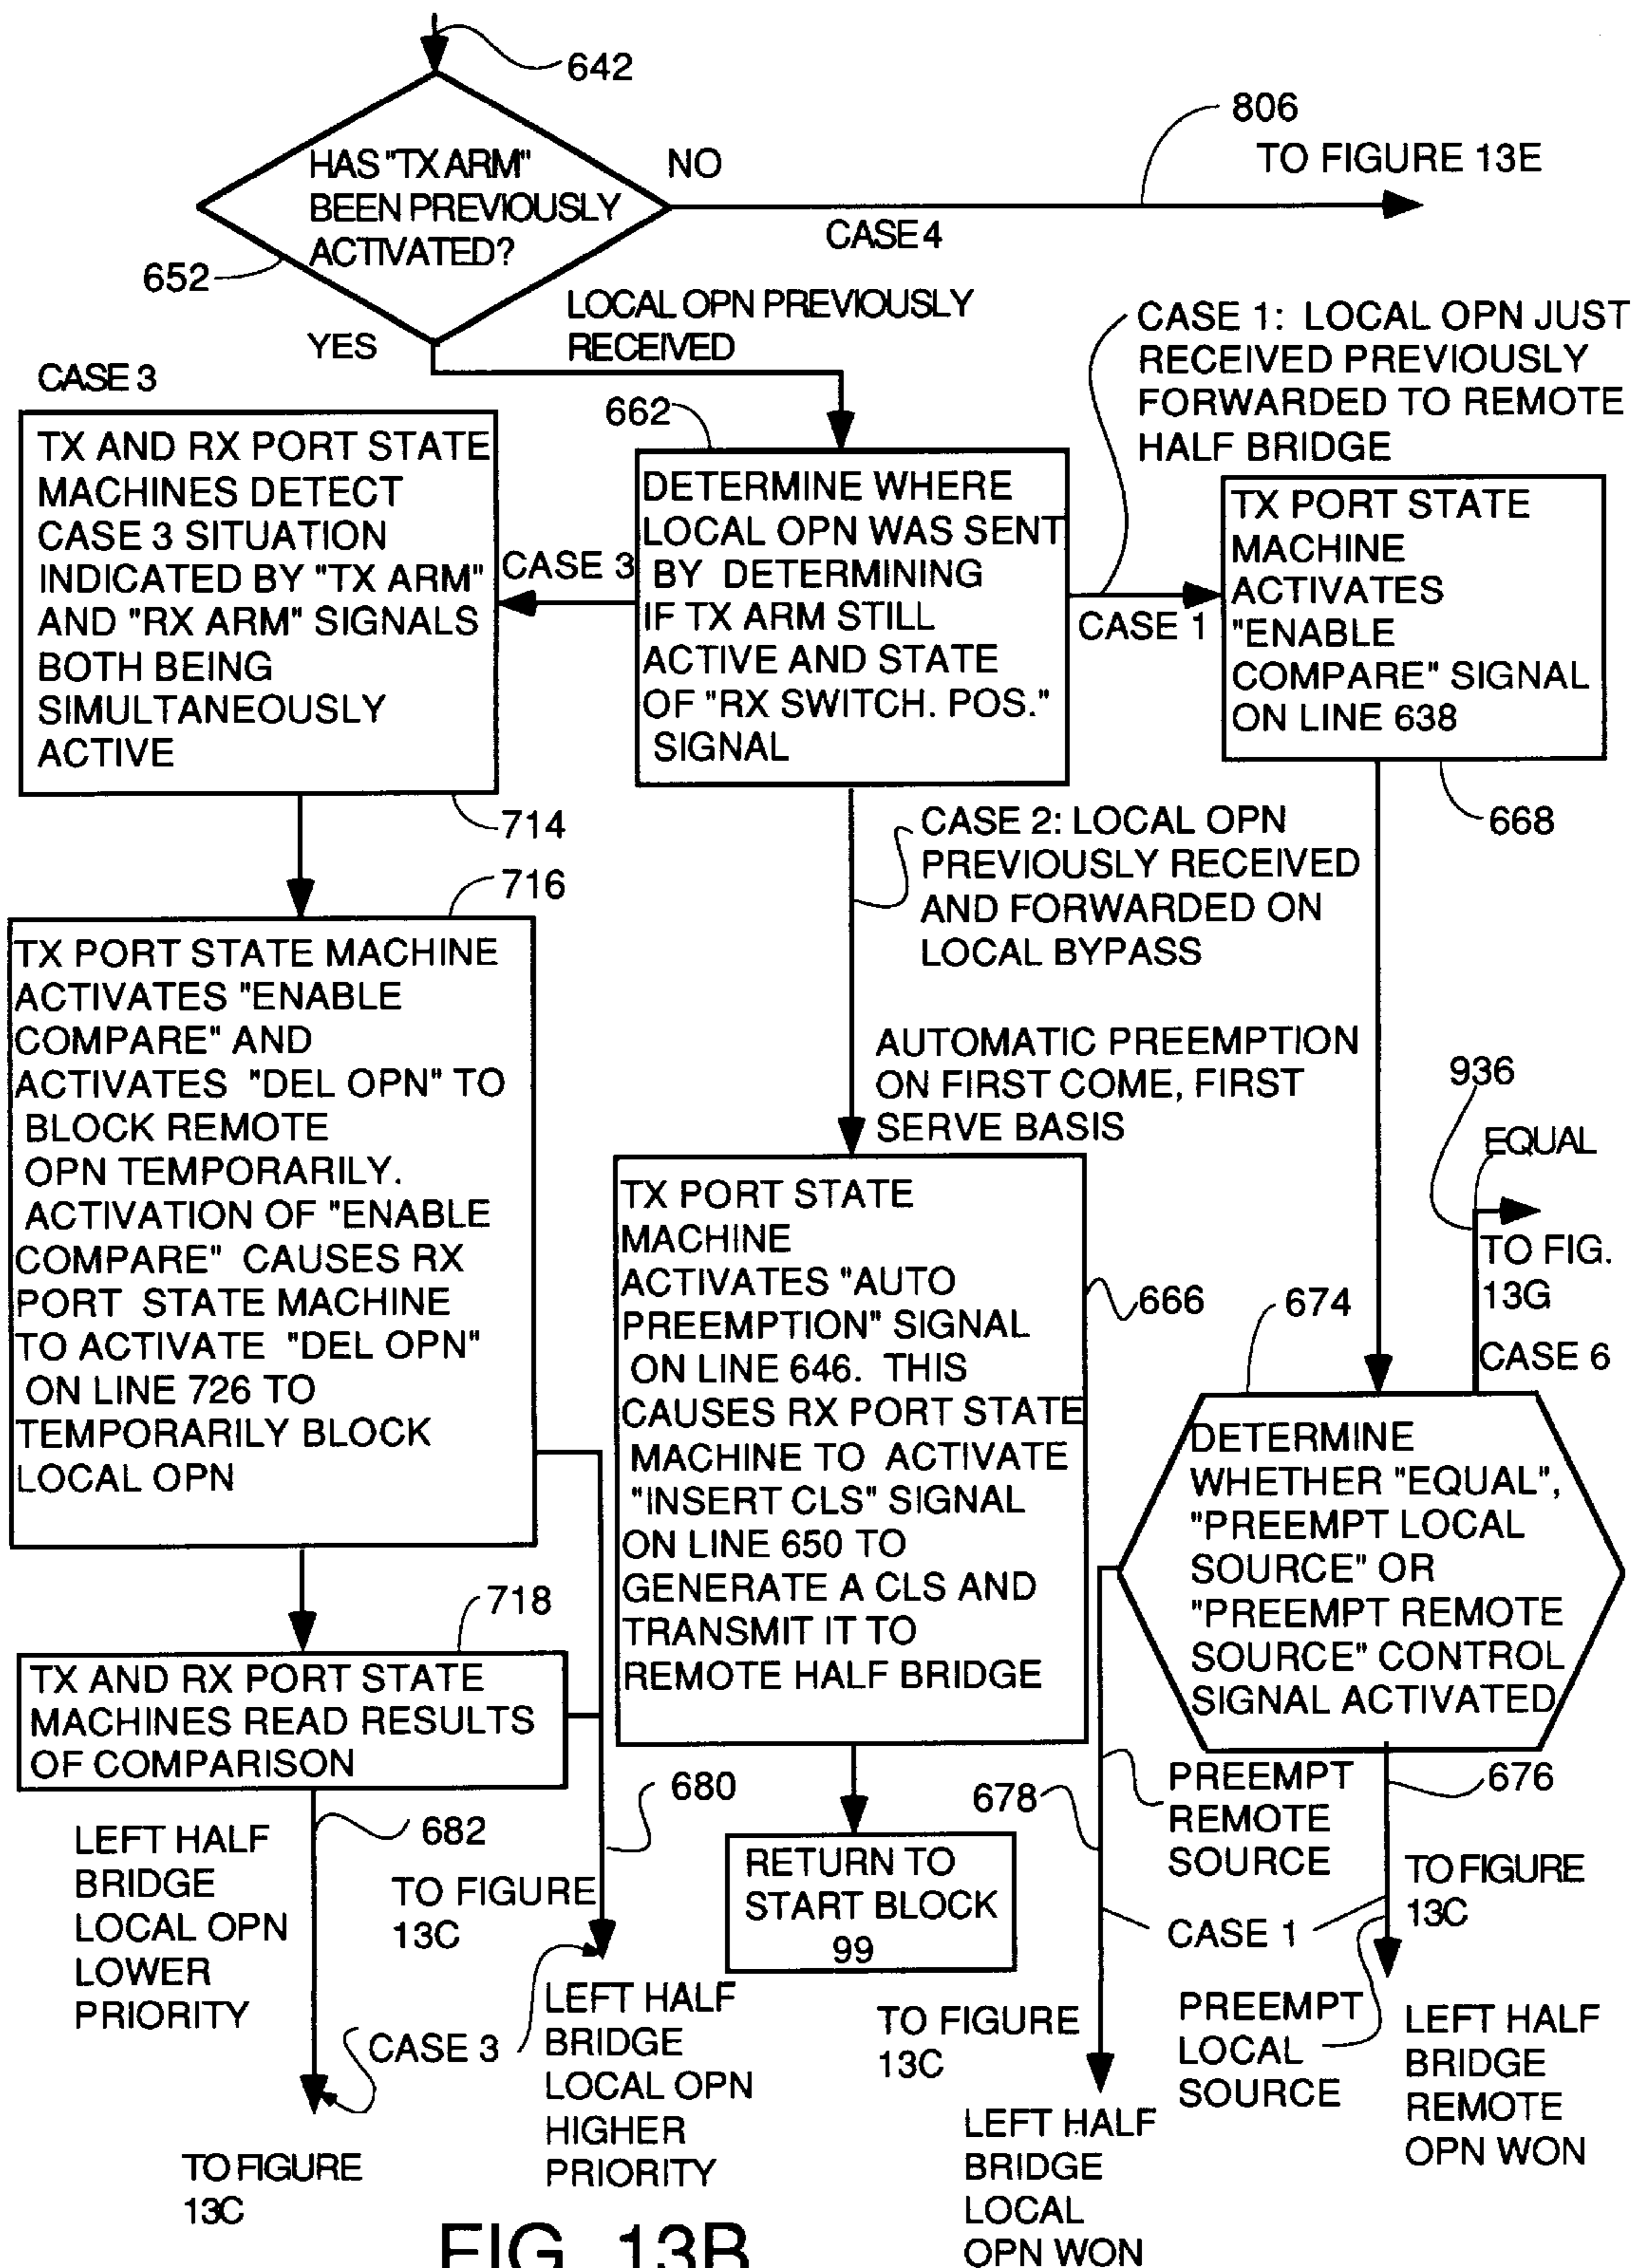 642
HAS "TX ARM"
BEEN PREVIOUSLY
ACTIVATED?
NO
806
TO FIGURE 13E
CASE 4
652
YES
LOCAL OPN PREVIOUSLY
RECEIVED
CASE 1: LOCAL OPN JUST
RECEIVED PREVIOUSLY
FORWARDED TO REMOTE
HALF BRIDGE
CASE 3
TX AND RX PORT STATE
MACHINES DETECT
CASE 3 SITUATION
INDICATED BY "TX ARM"
AND "RX ARM" SIGNALS
BOTH BEING
SIMULTANEOUSLY
ACTIVE
714
CASE 3
662
DETERMINE WHERE
LOCAL OPN WAS SENT
BY DETERMINING
IF TX ARM STILL
ACTIVE AND STATE
OF "RX SWITCH. POS."
SIGNAL
CASE 1
TX PORT STATE
MACHINE
ACTIVATES
"ENABLE
COMPARE" SIGNAL
ON LINE 638
668
CASE 2: LOCAL OPN
PREVIOUSLY RECEIVED
AND FORWARDED ON
LOCAL BYPASS
AUTOMATIC PREEMPTION
ON FIRST COME, FIRST
SERVE BASIS
716
TX PORT STATE MACHINE
ACTIVATES "ENABLE
COMPARE" AND
ACTIVATES "DEL OPN" TO
BLOCK REMOTE
OPN TEMPORARILY.
ACTIVATION OF "ENABLE
COMPARE" CAUSES RX
PORT STATE MACHINE
TO ACTIVATE "DEL OPN"
ON LINE 726 TO
TEMPORARILY BLOCK
LOCAL OPN
TX PORT STATE
MACHINE
ACTIVATES "AUTO
PREEMPTION" SIGNAL
ON LINE 646. THIS
CAUSES RX PORT STATE
MACHINE TO ACTIVATE
"INSERT CLS" SIGNAL
ON LINE 650 TO
GENERATE A CLS AND
TRANSMIT IT TO
REMOTE HALF BRIDGE
666
936
EQUAL
TO FIG.
13G
CASE 6
674
DETERMINE
WHETHER "EQUAL",
"PREEMPT LOCAL
SOURCE" OR
"PREEMPT REMOTE
SOURCE" CONTROL
SIGNAL ACTIVATED
718
TX AND RX PORT STATE
MACHINES READ RESULTS
OF COMPARISON
682
LEFT HALF
BRIDGE
LOCAL OPN
LOWER
PRIORITY
680
TO FIGURE
13C
CASE 3
LEFT HALF
BRIDGE
LOCAL OPN
HIGHER
PRIORITY
TO FIGURE
13C
RETURN TO
START BLOCK
99
678
PREEMPT
REMOTE
SOURCE
676
CASE 1
TO FIGURE
13C
TO FIGURE
13C
PREEMPT
LOCAL
SOURCE
LEFT HALF
BRIDGE
REMOTE
OPN WON
LEFT HALF
BRIDGE
LOCAL
OPN WON
FIG. 13B